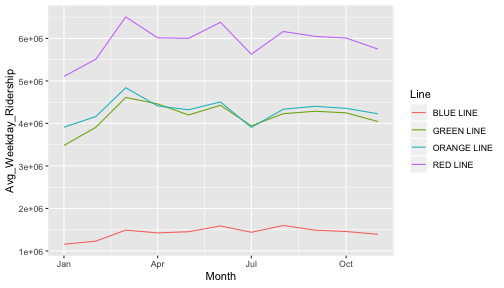 Avg_Weekday_Ridership
6e+06
5e+06
4e+06
3e+06
2e+06
1e+06
Jan
Apr
Jul
Oct
Month
Line
BLUE LINE
GREEN LINE
ORANGE LINE
RED LINE